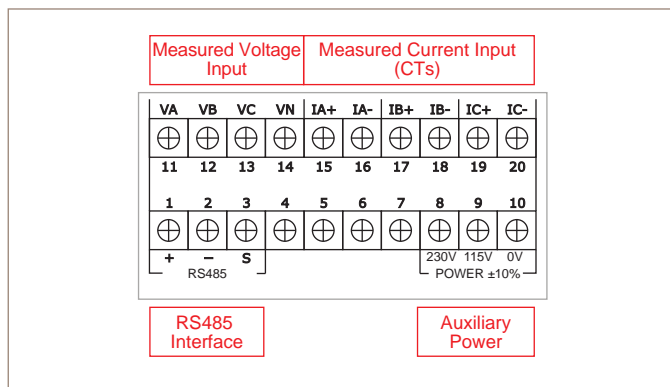 Measured Voltage Input
Measured Current Input (CTs)
VA VB VC VN IA+ IA- IB+ IB- IC+ IC-
11 12 13 14 15 16 17 18 19 20
1 2 3 4 5 6 7 8 9 10
+ − S 230V 115V 0V
RS485 POWER ±10%
RS485 Interface
Auxiliary Power